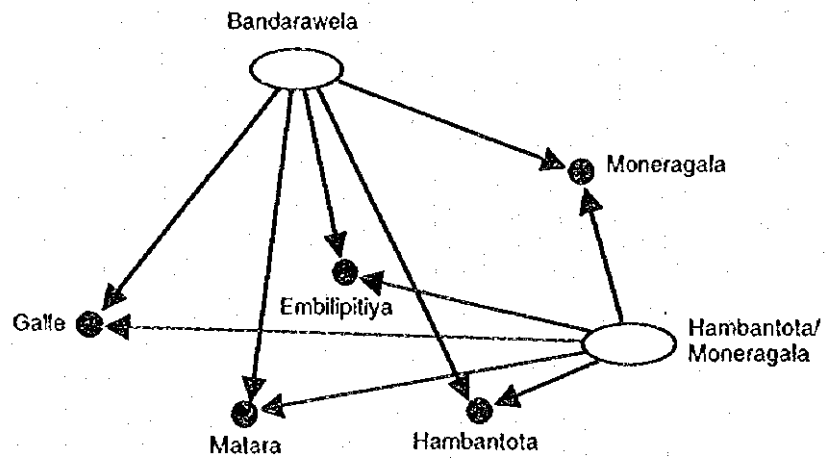 Bandarawela
Moneragala
Embilipitiya
Galle
Hambantota/
Moneragala
Matara
Hambantota